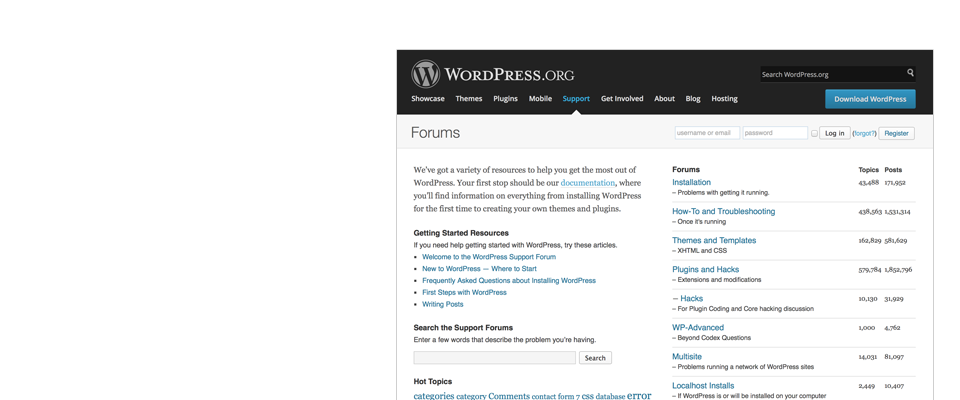 WORDPRESS.ORG
Search WordPress.org
Showcase Themes Plugins Mobile Support Get Involved About Blog Hosting
Download WordPress
Forums
username or email password Log in (forgot?) Register
We've got a variety of resources to help you get the most out of
WordPress. Your first stop should be our documentation, where
you'll find information on everything from installing WordPress
for the first time to creating your own themes and plugins.
Getting Started Resources
If you need help getting started with WordPress, try these articles.
Welcome to the WordPress Support Forum
New to WordPress — Where to Start
Frequently Asked Questions about Installing WordPress
First Steps with WordPress
Writing Posts
Search the Support Forums
Enter a few words that describe the problem you're having.
Search
Hot Topics
categories category Comments contact form 7 css database error
Forums Topics Posts
Installation 43,488 171,952
– Problems with getting it running.
How-To and Troubleshooting 438,563 1,531,314
– Once it's running
Themes and Templates 162,829 581,629
– XHTML and CSS
Plugins and Hacks 579,784 1,852,796
– Extensions and modifications
— Hacks 10,130 31,929
– For Plugin Coding and Core hacking discussion
WP-Advanced 1,000 4,762
– Beyond Codex Questions
Multisite 14,031 81,097
– Problems running a network of WordPress sites
Localhost Installs 2,449 10,407
– If WordPress is or will be installed on your computer